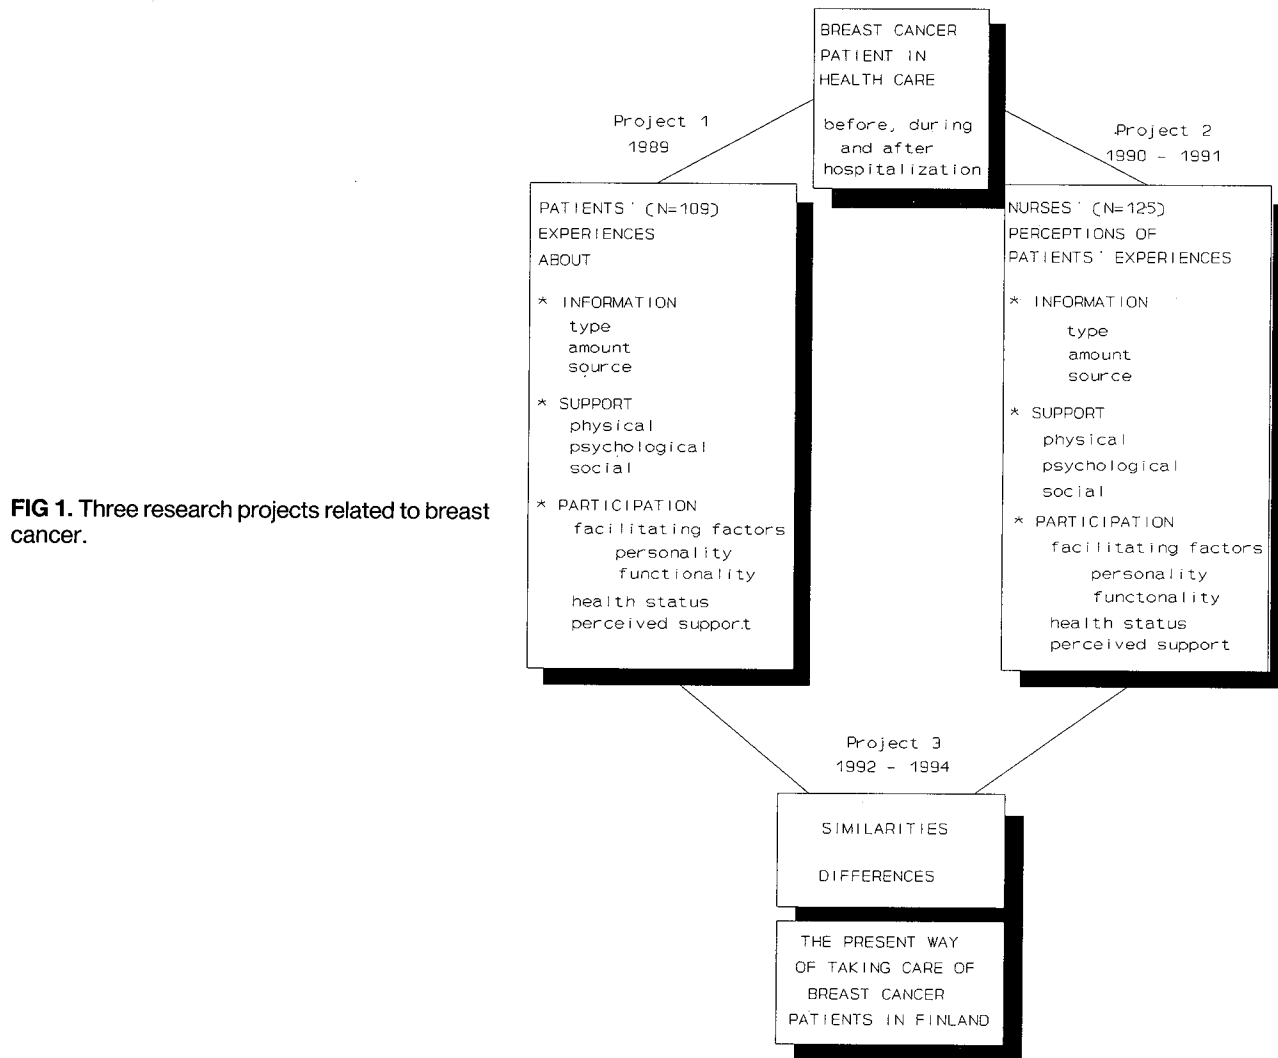 BREAST CANCER
PATIENT IN
HEALTH CARE
before, during
and after
hospitalization
Project 1
1989
Project 2
1990 - 1991
PATIENTS' (N=109)
EXPERIENCES
ABOUT
* INFORMATION
type
amount
source
* SUPPORT
physical
psychological
social
* PARTICIPATION
facilitating factors
personality
functionality
health status
perceived support
NURSES' (N=125)
PERCEPTIONS OF
PATIENTS' EXPERIENCES
* INFORMATION
type
amount
source
* SUPPORT
physical
psychological
social
* PARTICIPATION
facilitating factors
personality
functonality
health status
perceived support
FIG 1. Three research projects related to breast
cancer.
Project 3
1992 - 1994
SIMILARITIES
DIFFERENCES
THE PRESENT WAY
OF TAKING CARE OF
BREAST CANCER
PATIENTS IN FINLAND